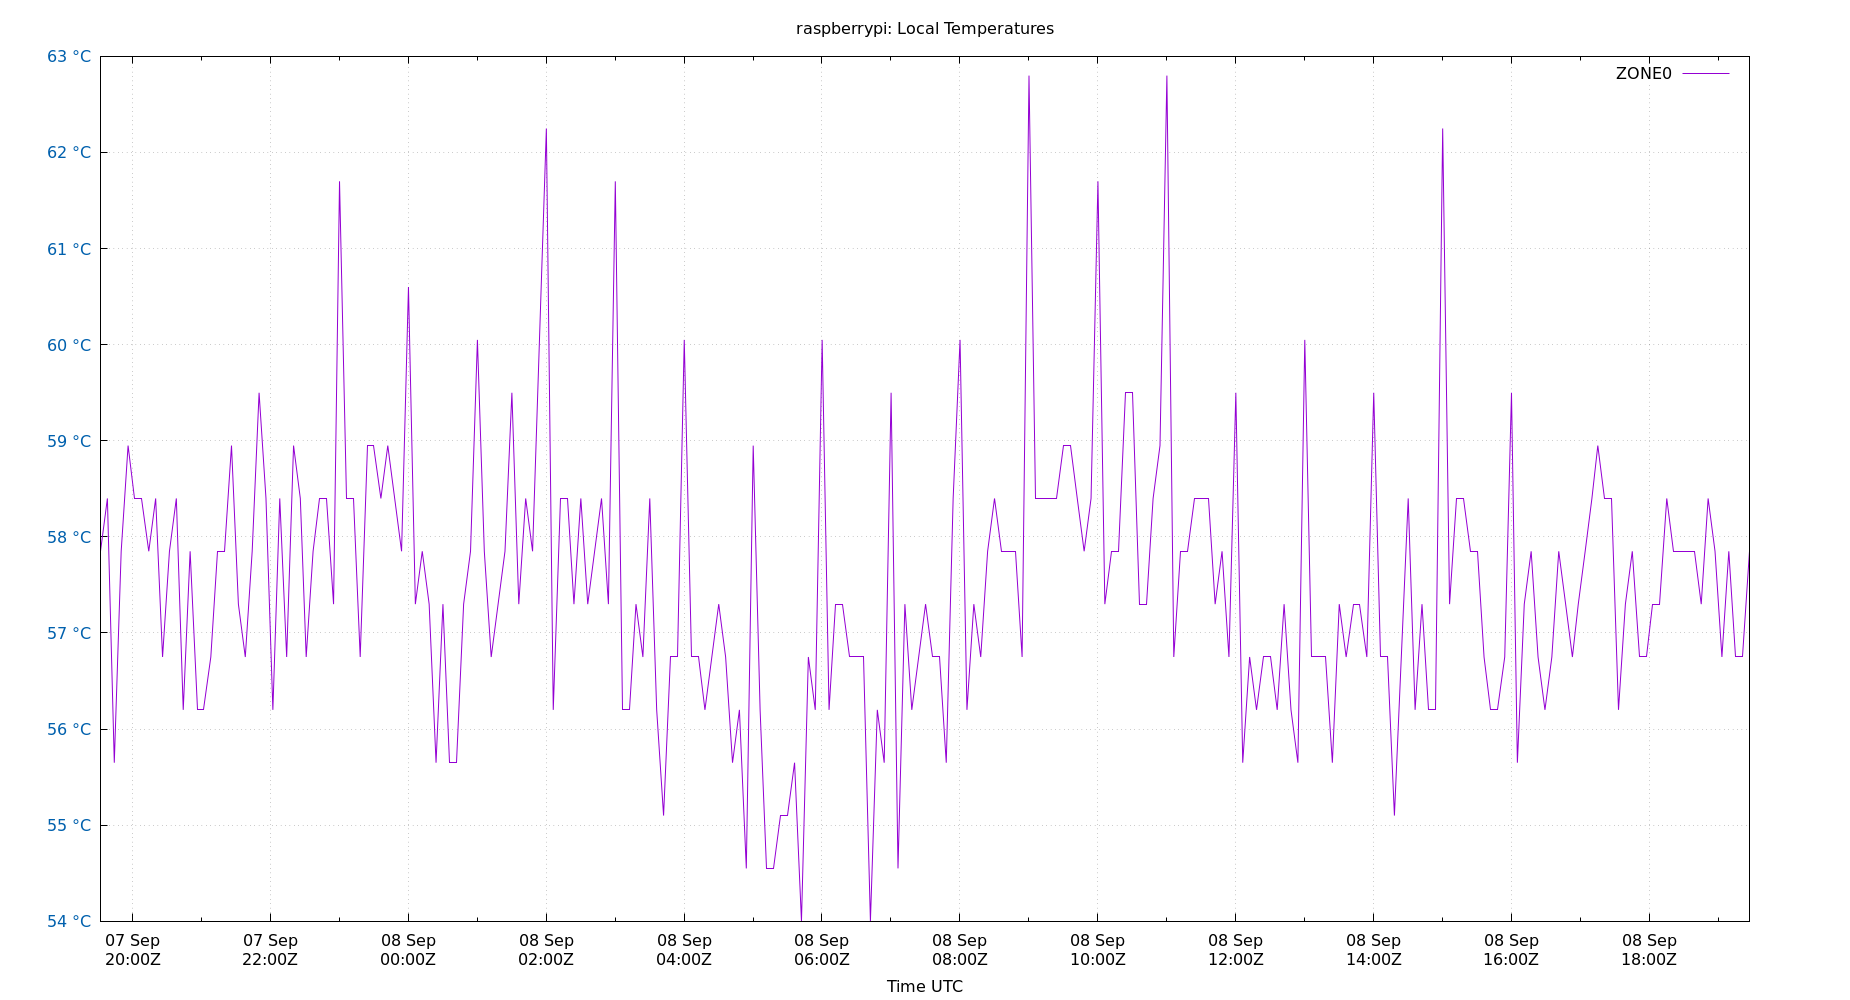 raspberrypi: Local Temperatures
63 °C
ZONE0
62 °C
61 °C
60 °C
59 °C
58 °C
57 °C
56 °C
55 °C
54 °C
07 Sep 07 Sep 08 Sep 08 Sep 08 Sep 08 Sep 08 Sep 08 Sep 08 Sep 08 Sep 08 Sep 08 Sep
20:00Z 22:00Z 00:00Z 02:00Z 04:00Z 06:00Z 08:00Z 10:00Z 12:00Z 14:00Z 16:00Z 18:00Z
Time UTC